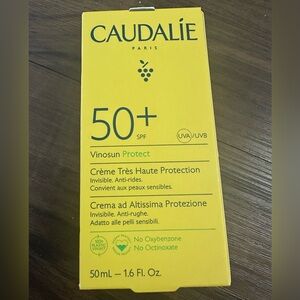 CAUDALÍE
PARIS
50+
SPF
UVA/UVB
Vinosun Protect
Crème Très Haute Protection
Invisible. Anti-rides.
Convient aux peaux sensibles.
Crema ad Altissima Protezione
Invisibile. Anti-rughe.
Adatto alle pelli sensibili.
No Oxybenzone
No Octinoxate
50mL – 1.6 Fl. Oz.